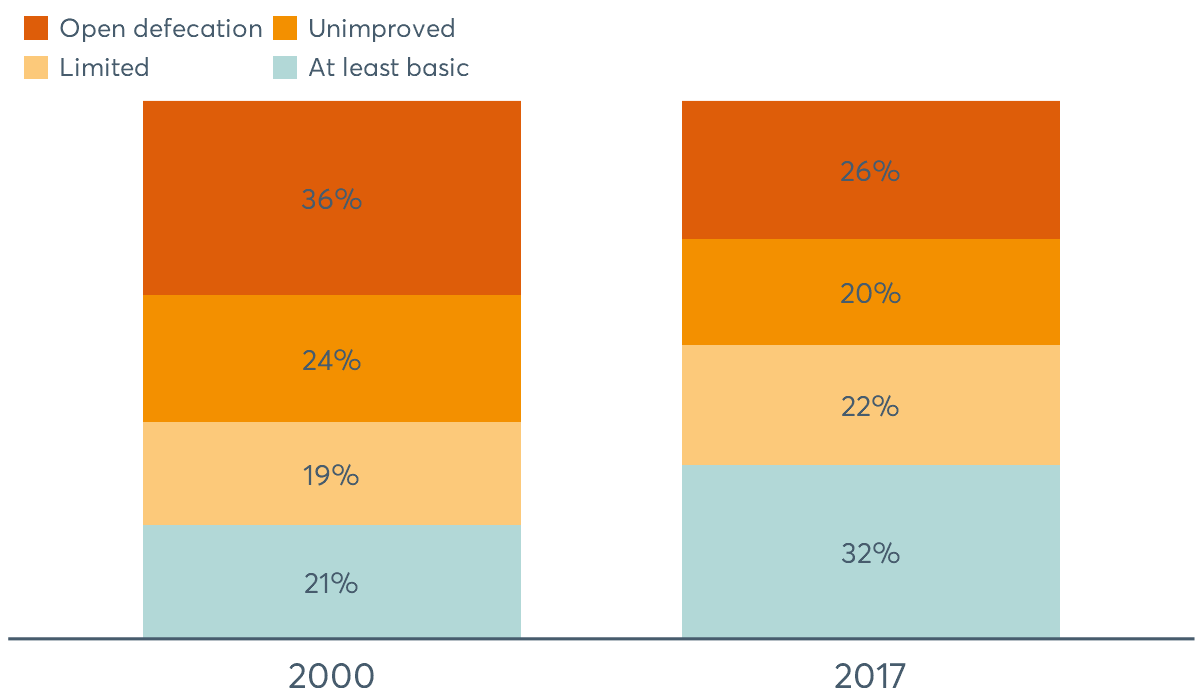 Open defecation Unimproved
Limited At least basic
36% 26%
24% 20%
19% 22%
21% 32%
2000 2017